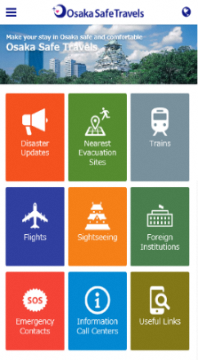 Osaka Safe Travels
Make your stay in Osaka safe and comfortable
Osaka Safe Travels
Disaster
Updates
Nearest
Evacuation
Sites
Trains
Flights
Sightseeing
Foreign
Institutions
SOS
Emergency
Contacts
Information
Call Centers
Useful Links